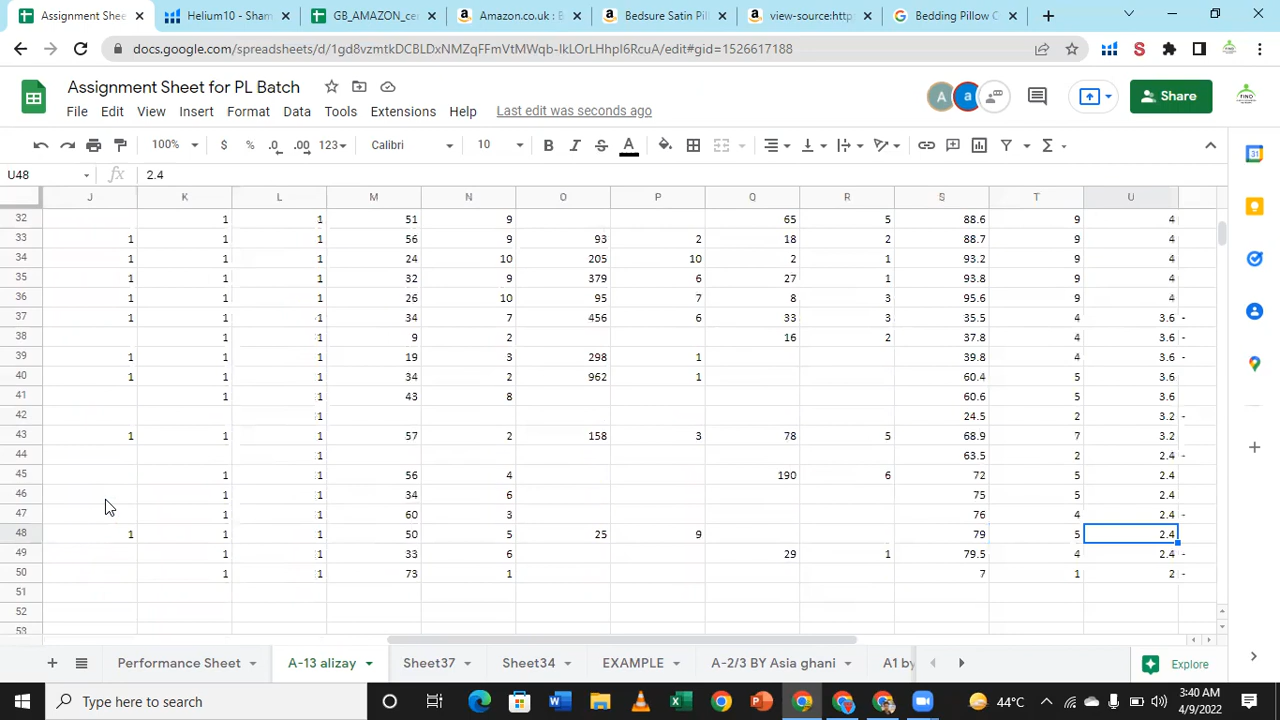 Assignment Sheet
Helium10 - Sham
GB_AMAZON_cer
Amazon.co.uk : B
Bedsure Satin Pill
view-source:http
Bedding Pillow C
docs.google.com/spreadsheets/d/1gd8vzmtkDCBLDxNMZqFFmVtMWqb-IkLOrLHhpl6RcuA/edit#gid=1526617188
Assignment Sheet for PL Batch
File Edit View Insert Format Data Tools Extensions Help Last edit was seconds ago
A a Share
100% $ % .0 .00 123 Calibri 10 B I S A
U48 fx 2.4
J K L M N O P Q R S T U
32 1 1 51 9 65 5 88.6 9 4
33 1 1 1 56 9 93 2 18 2 88.7 9 4
34 1 1 1 24 10 205 10 2 1 93.2 9 4
35 1 1 1 32 9 379 6 27 1 93.8 9 4
36 1 1 1 26 10 95 7 8 3 95.6 9 4
37 1 1 1 34 7 456 6 33 3 35.5 4 3.6 -
38 1 1 9 2 16 2 37.8 4 3.6 -
39 1 1 1 19 3 298 1 39.8 4 3.6 -
40 1 1 1 34 2 962 1 60.4 5 3.6
41 1 1 43 8 60.6 5 3.6
42 1 24.5 2 3.2 -
43 1 1 1 57 2 158 3 78 5 68.9 7 3.2
44 1 63.5 2 2.4 -
45 1 1 56 4 190 6 72 5 2.4
46 1 1 34 6 75 5 2.4
47 1 1 60 3 76 4 2.4 -
48 1 1 1 50 5 25 9 79 5 2.4
49 1 1 33 6 29 1 79.5 4 2.4 -
50 1 1 73 1 7 1 2 -
51
52
53
Performance Sheet A-13 alizay Sheet37 Sheet34 EXAMPLE A-2/3 BY Asia ghani A1 by Explore
Type here to search
44°C
3:40 AM
4/9/2022